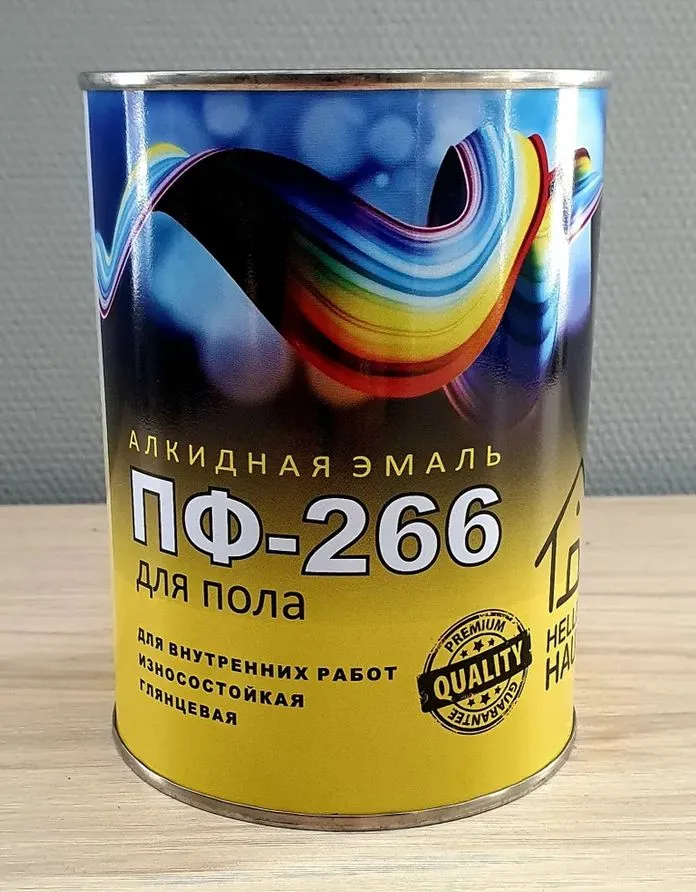 АЛКИДНАЯ ЭМАЛЬ
ПФ-266
для пола
ДЛЯ ВНУТРЕННИХ РАБОТ
ИЗНОСОСТОЙКАЯ
ГЛЯНЦЕВАЯ
PREMIUM
QUALITY
GUARANTEE